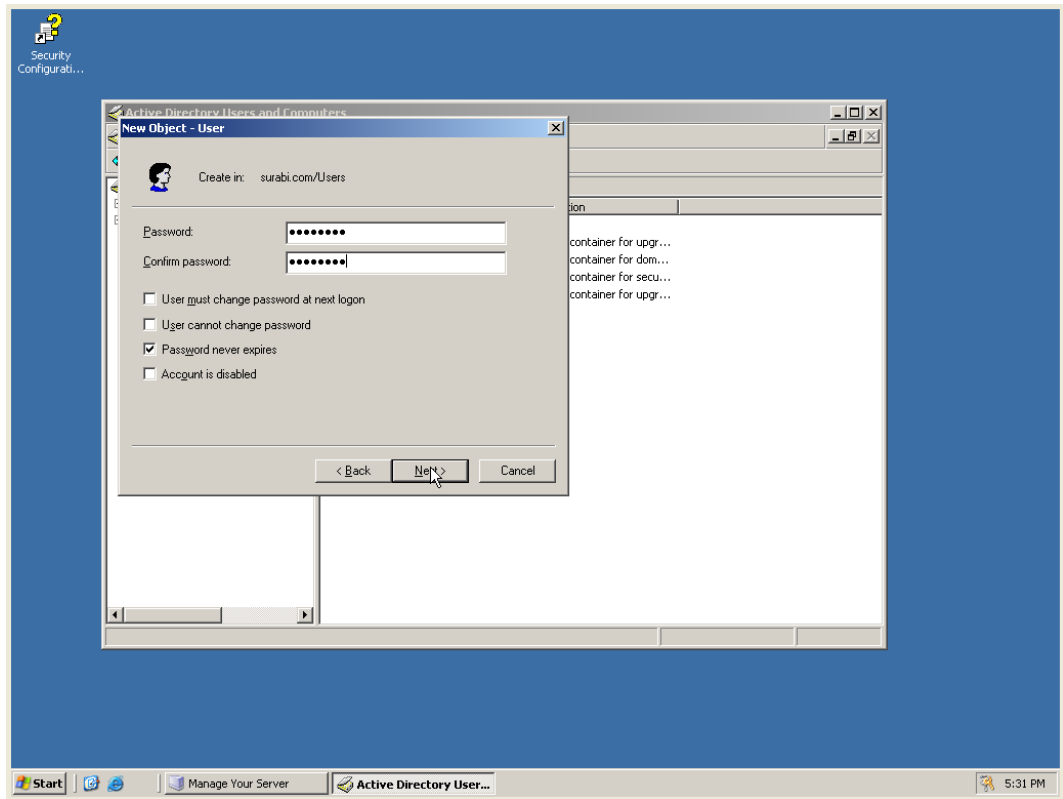 Security
Configurati...
Active Directory Users and Computers
New Object - User
Create in: surabi.com/Users
Password:
Confirm password:
User must change password at next logon
User cannot change password
Password never expires
Account is disabled
< Back
Next >
Cancel
tion
container for upgr...
container for dom...
container for secu...
container for upgr...
Start
Manage Your Server
Active Directory User...
5:31 PM